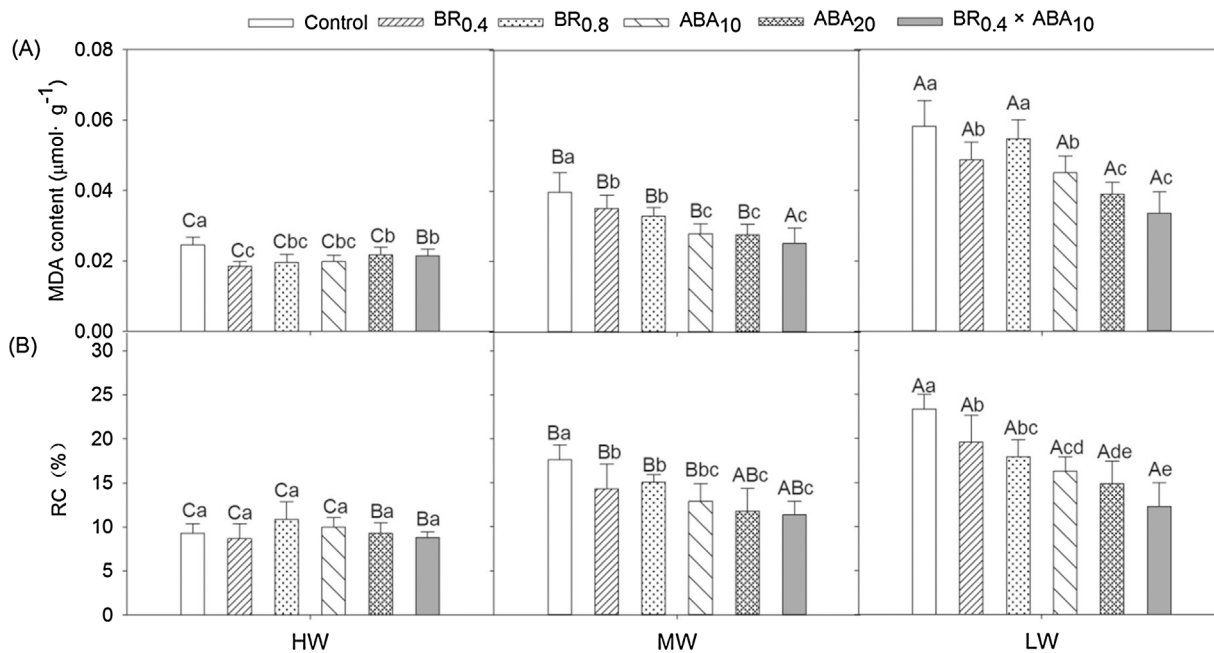 Control BR0.4 BR0.8 ABA10 ABA20 BR0.4 × ABA10
(A)
MDA content (μmol· g-1)
0.08
0.06
0.04
0.02
0.00
Ca Cc Cbc Cbc Cb Bb
Ba Bb Bb Bc Bc Ac
Aa Ab Aa Ab Ac Ac
(B)
RC (%)
30
25
20
15
10
5
0
Ca Ca Ca Ca Ba Ba
Ba Bb Bb Bbc ABc ABc
Aa Ab Abc Acd Ade Ae
HW MW LW